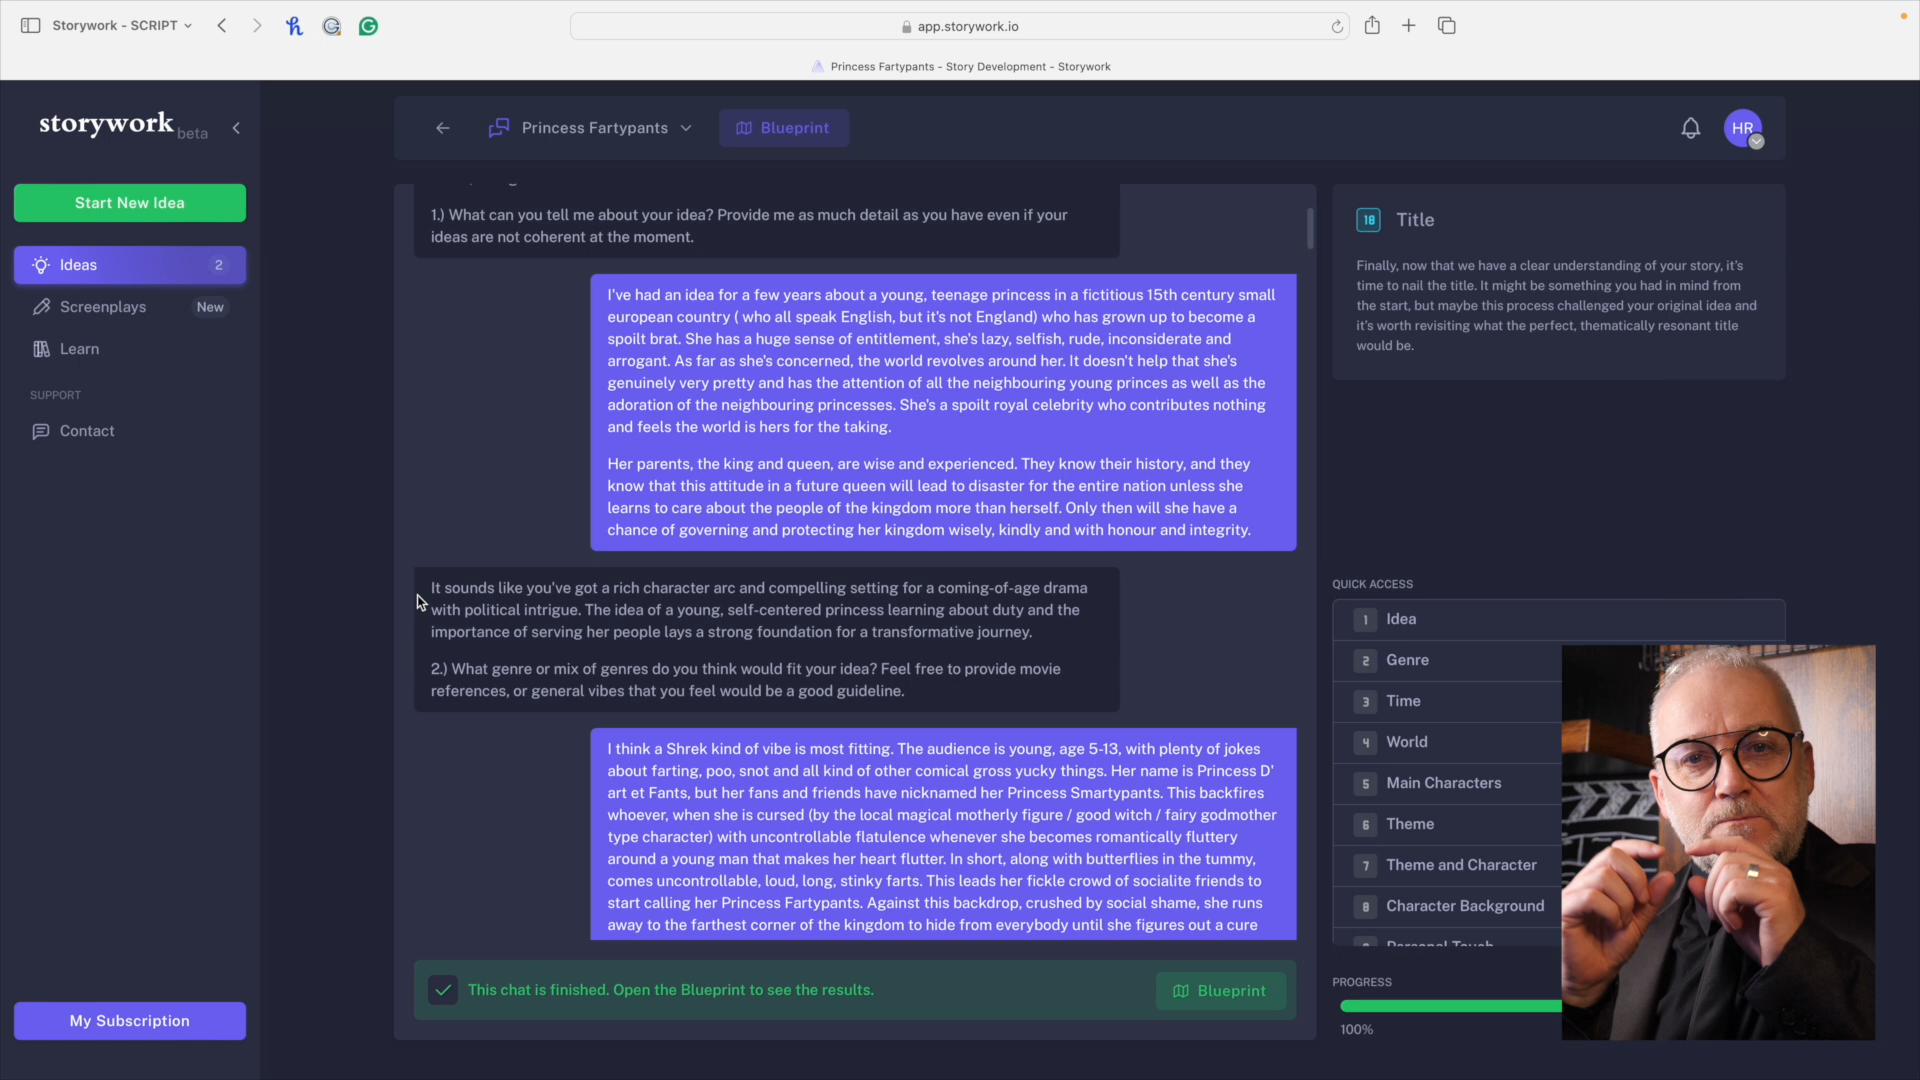 Storywork - SCRIPT
app.storywork.io
Princess Fartypants - Story Development - Storywork
storywork beta
Start New Idea
Ideas 2
Screenplays New
Learn
SUPPORT
Contact
My Subscription
Princess Fartypants
Blueprint
HR
1.) What can you tell me about your idea? Provide me as much detail as you have even if your
ideas are not coherent at the moment.
I've had an idea for a few years about a young, teenage princess in a fictitious 15th century small
european country ( who all speak English, but it's not England) who has grown up to become a
spoilt brat. She has a huge sense of entitlement, she's lazy, selfish, rude, inconsiderate and
arrogant. As far as she's concerned, the world revolves around her. It doesn't help that she's
genuinely very pretty and has the attention of all the neighbouring young princes as well as the
adoration of the neighbouring princesses. She's a spoilt royal celebrity who contributes nothing
and feels the world is hers for the taking.
Her parents, the king and queen, are wise and experienced. They know their history, and they
know that this attitude in a future queen will lead to disaster for the entire nation unless she
learns to care about the people of the kingdom more than herself. Only then will she have a
chance of governing and protecting her kingdom wisely, kindly and with honour and integrity.
It sounds like you've got a rich character arc and compelling setting for a coming-of-age drama
with political intrigue. The idea of a young, self-centered princess learning about duty and the
importance of serving her people lays a strong foundation for a transformative journey.
2.) What genre or mix of genres do you think would fit your idea? Feel free to provide movie
references, or general vibes that you feel would be a good guideline.
I think a Shrek kind of vibe is most fitting. The audience is young, age 5-13, with plenty of jokes
about farting, poo, snot and all kind of other comical gross yucky things. Her name is Princess D'
art et Fants, but her fans and friends have nicknamed her Princess Smartypants. This backfires
whoever, when she is cursed (by the local magical motherly figure / good witch / fairy godmother
type character) with uncontrollable flatulence whenever she becomes romantically fluttery
around a young man that makes her heart flutter. In short, along with butterflies in the tummy,
comes uncontrollable, loud, long, stinky farts. This leads her fickle crowd of socialite friends to
start calling her Princess Fartypants. Against this backdrop, crushed by social shame, she runs
away to the farthest corner of the kingdom to hide from everybody until she figures out a cure
This chat is finished. Open the Blueprint to see the results.
Blueprint
18 Title
Finally, now that we have a clear understanding of your story, it's
time to nail the title. It might be something you had in mind from
the start, but maybe this process challenged your original idea and
it's worth revisiting what the perfect, thematically resonant title
would be.
QUICK ACCESS
1 Idea
2 Genre
3 Time
4 World
5 Main Characters
6 Theme
7 Theme and Character
8 Character Background
Personal Touch
PROGRESS
100%